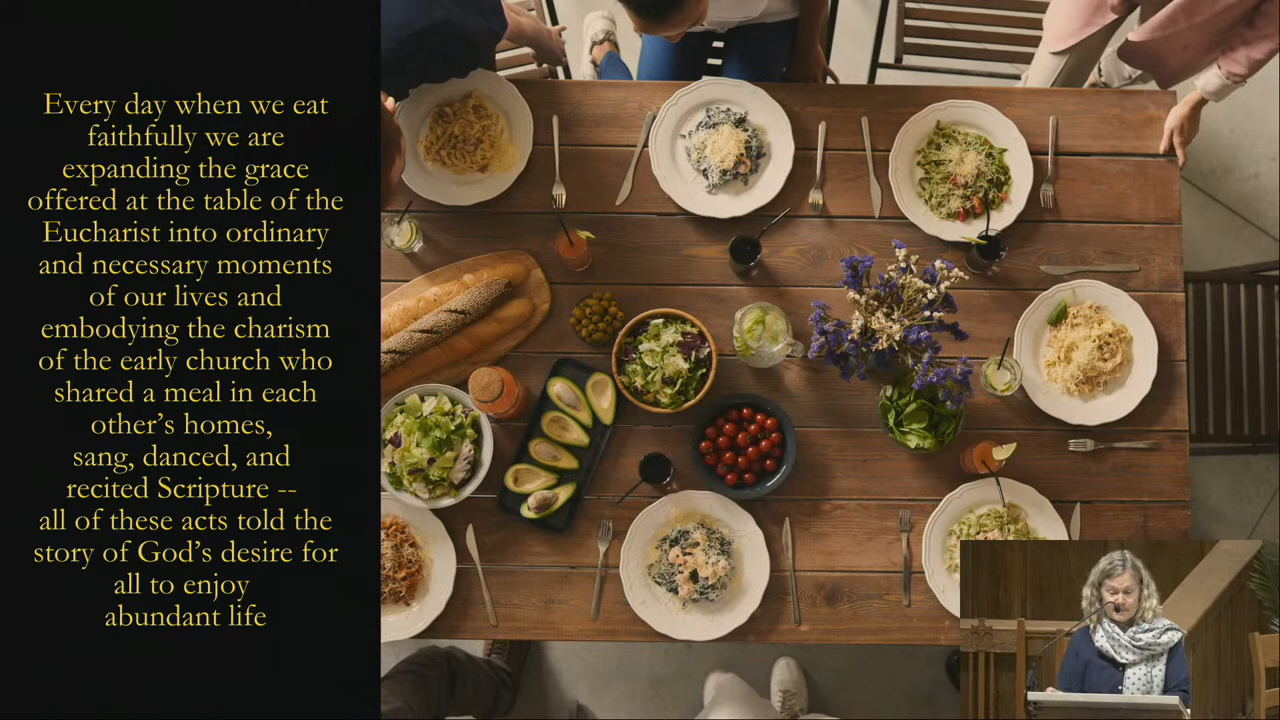 Every day when we eat
faithfully we are
expanding the grace
offered at the table of the
Eucharist into ordinary
and necessary moments
of our lives and
embodying the charism
of the early church who
shared a meal in each
other’s homes,
sang, danced, and
recited Scripture --
all of these acts told the
story of God’s desire for
all to enjoy
abundant life